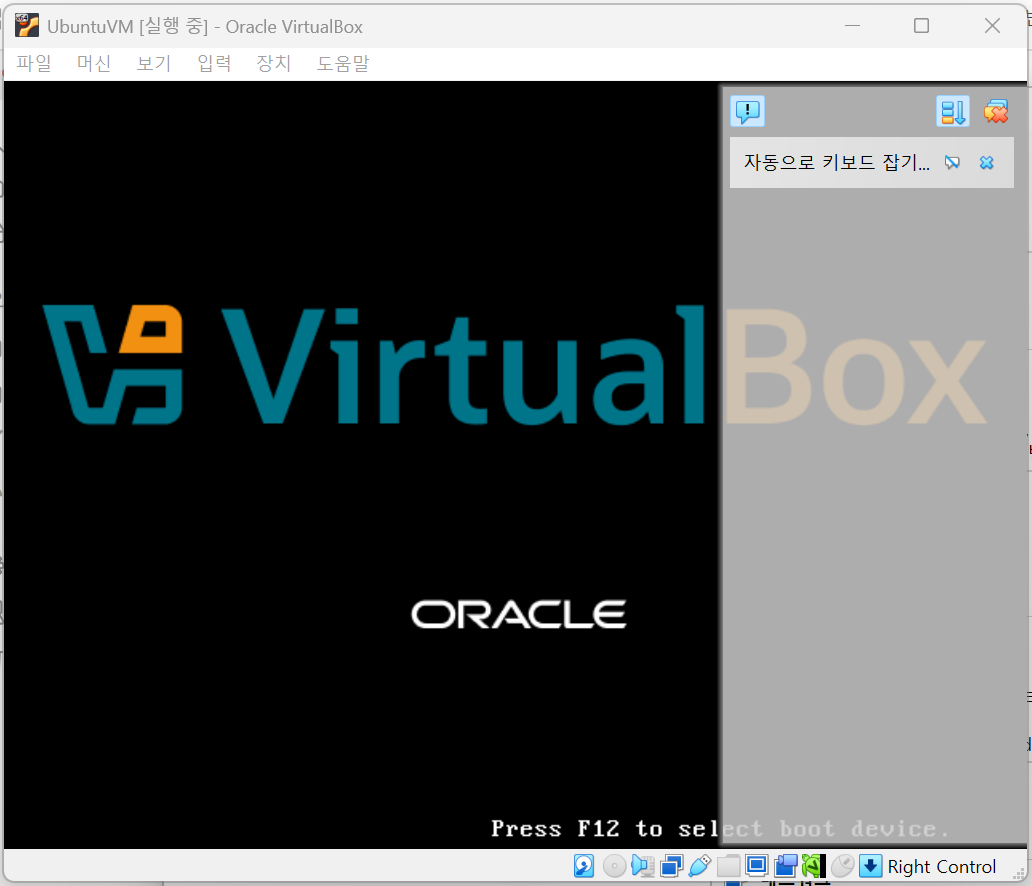 UbuntuVM [실행 중] - Oracle VirtualBox
파일 머신 보기 입력 장치 도움말
자동으로 키보드 잡기...
VirtualBox
ORACLE
Press F12 to select boot device.
Right Control